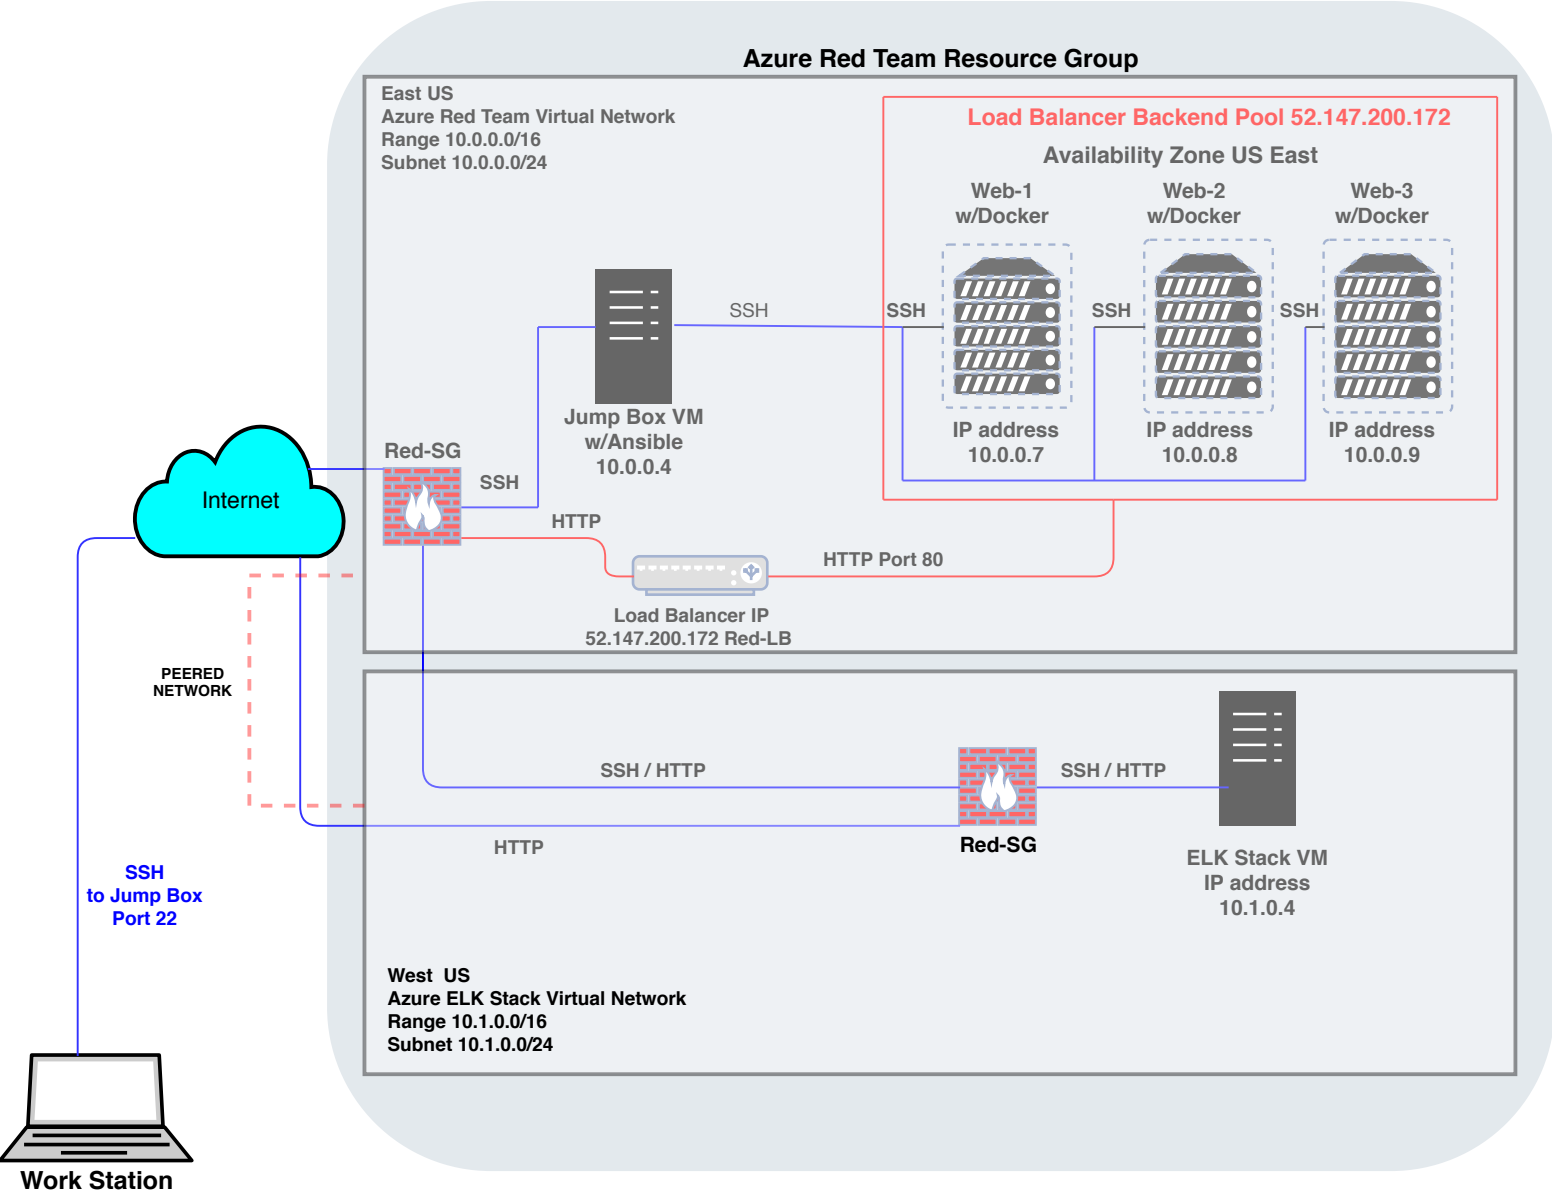 Azure Red Team Resource Group
East US
Azure Red Team Virtual Network
Range 10.0.0.0/16
Subnet 10.0.0.0/24
Load Balancer Backend Pool 52.147.200.172
Availability Zone US East
Web-1
w/Docker
Web-2
w/Docker
Web-3
w/Docker
SSH
SSH
SSH
SSH
Jump Box VM
w/Ansible
10.0.0.4
IP address
10.0.0.7
IP address
10.0.0.8
IP address
10.0.0.9
Red-SG
SSH
Internet
HTTP
HTTP Port 80
Load Balancer IP
52.147.200.172 Red-LB
PEERED
NETWORK
SSH / HTTP
SSH / HTTP
Red-SG
HTTP
ELK Stack VM
IP address
10.1.0.4
SSH
to Jump Box
Port 22
West  US
Azure ELK Stack Virtual Network
Range 10.1.0.0/16
Subnet 10.1.0.0/24
Work Station